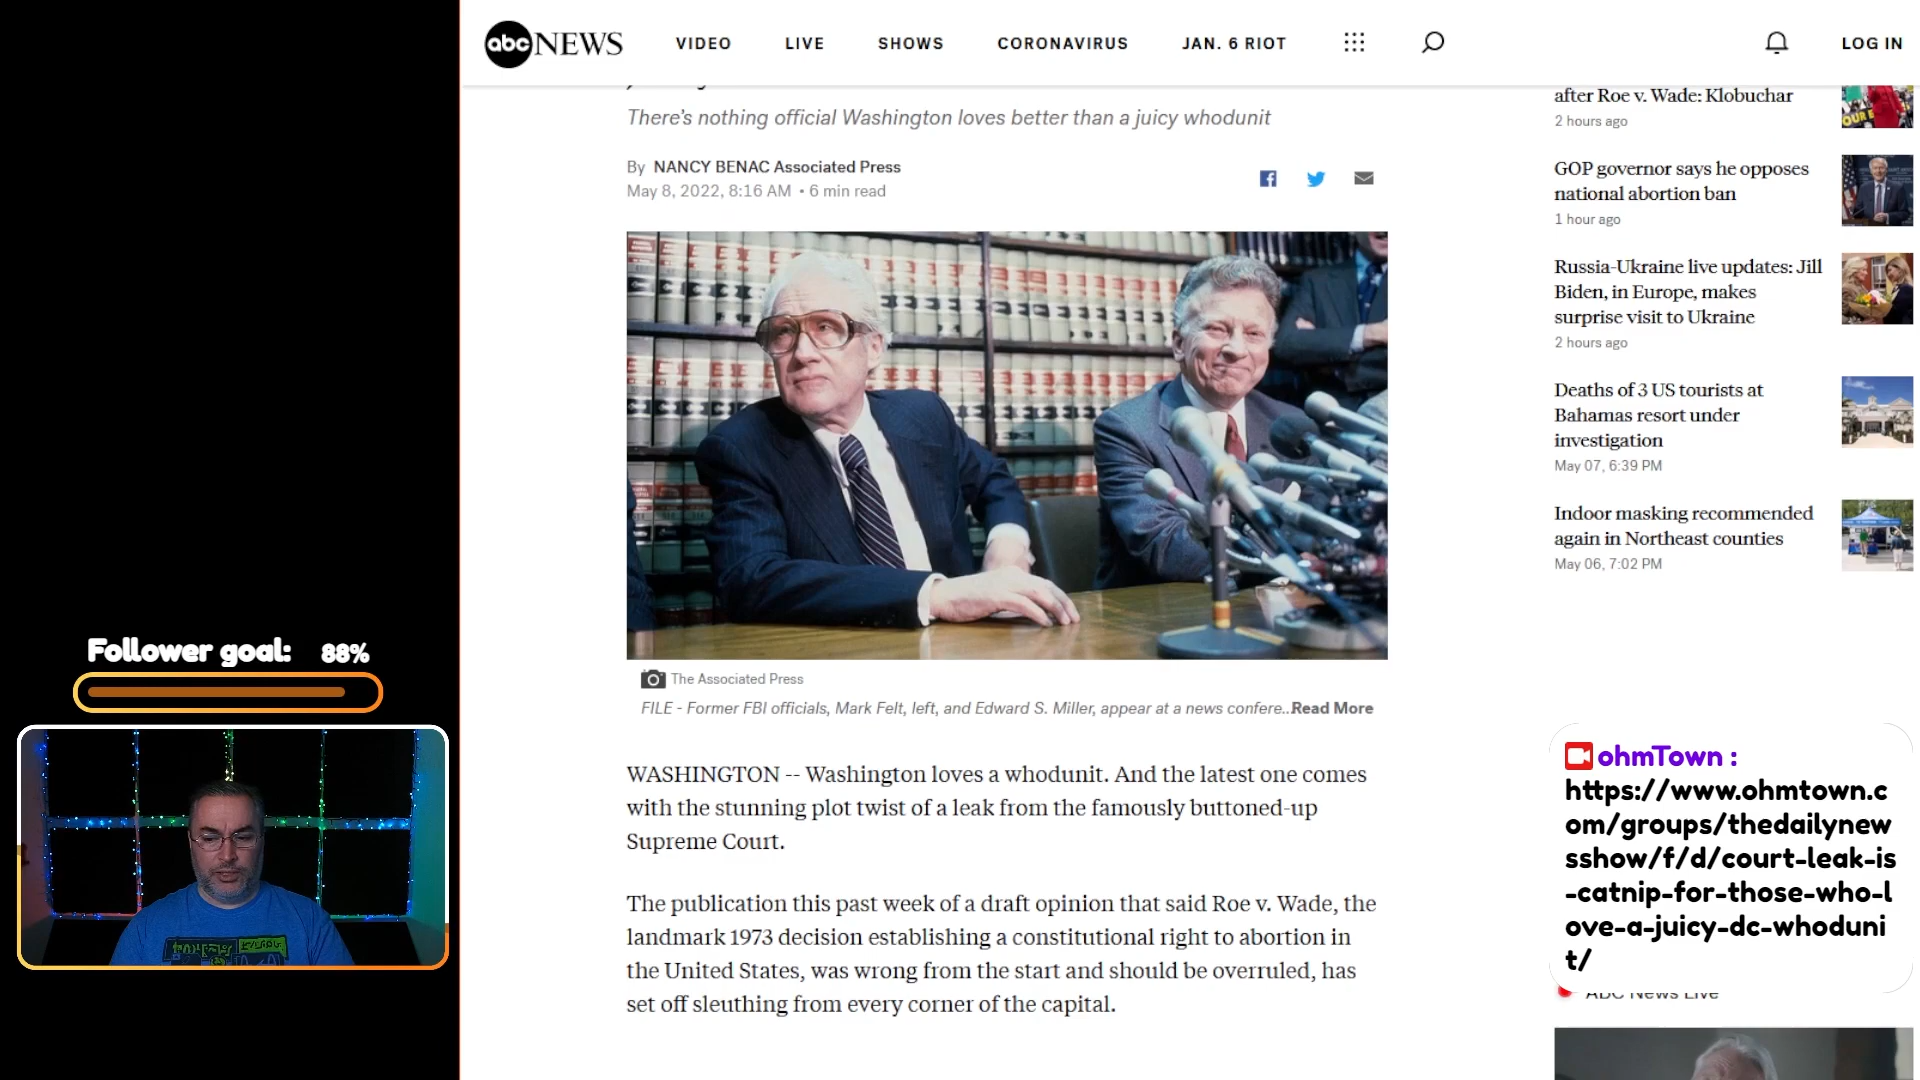 abc NEWS
VIDEO
LIVE
SHOWS
CORONAVIRUS
JAN. 6 RIOT
LOG IN
There's nothing official Washington loves better than a juicy whodunit
By NANCY BENAC Associated Press
May 8, 2022, 8:16 AM • 6 min read
The Associated Press
FILE - Former FBI officials, Mark Felt, left, and Edward S. Miller, appear at a news confere...Read More
WASHINGTON -- Washington loves a whodunit. And the latest one comes
with the stunning plot twist of a leak from the famously buttoned-up
Supreme Court.
The publication this past week of a draft opinion that said Roe v. Wade, the
landmark 1973 decision establishing a constitutional right to abortion in
the United States, was wrong from the start and should be overruled, has
set off sleuthing from every corner of the capital.
after Roe v. Wade: Klobuchar
2 hours ago
GOP governor says he opposes
national abortion ban
1 hour ago
Russia-Ukraine live updates: Jill
Biden, in Europe, makes
surprise visit to Ukraine
2 hours ago
Deaths of 3 US tourists at
Bahamas resort under
investigation
May 07, 6:39 PM
Indoor masking recommended
again in Northeast counties
May 06, 7:02 PM
ohmTown :
https://www.ohmtown.c
om/groups/thedailynew
sshow/f/d/court-leak-is
-catnip-for-those-who-l
ove-a-juicy-dc-whoduni
t/
ABC News Live
Follower goal: 88%